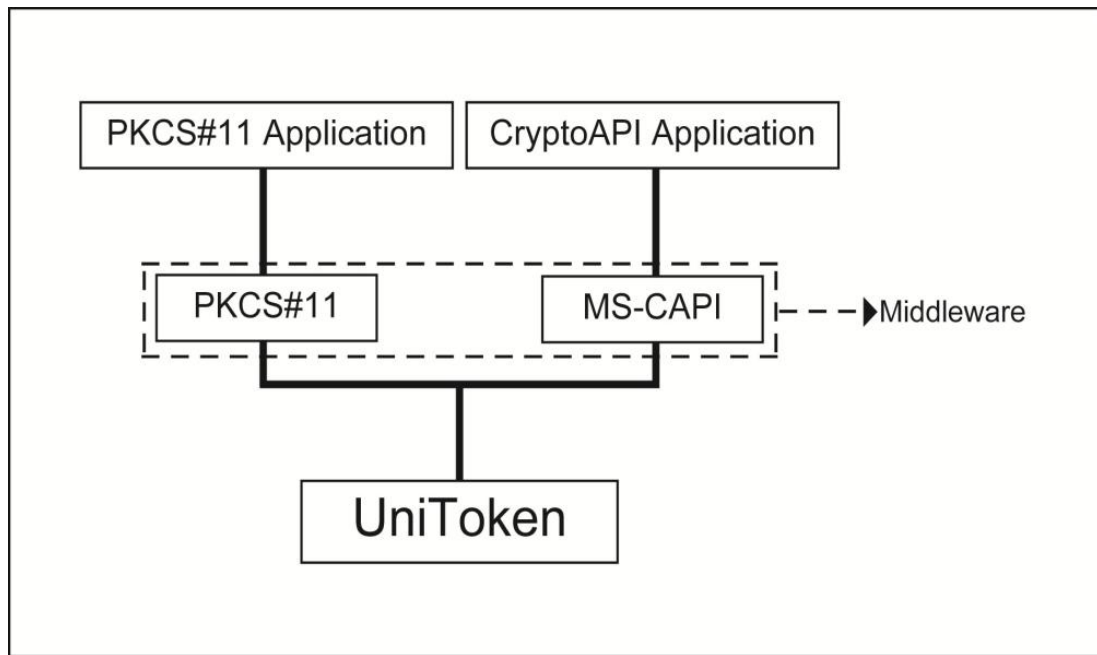 PKCS#11 Application
CryptoAPI Application
PKCS#11
MS-CAPI
Middleware
UniToken